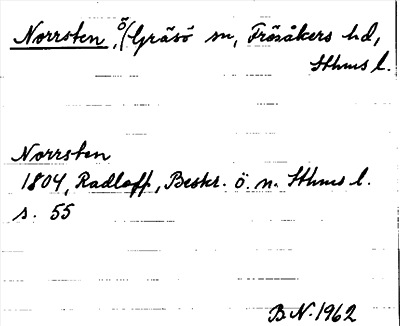 Norrsten, ö (Gräsö sn, Frösåkers hd,
Sthms l.
Norrsten
1804, Radloff, Beskr. ö. n. Sthms l.
s. 55
B.N. 1962